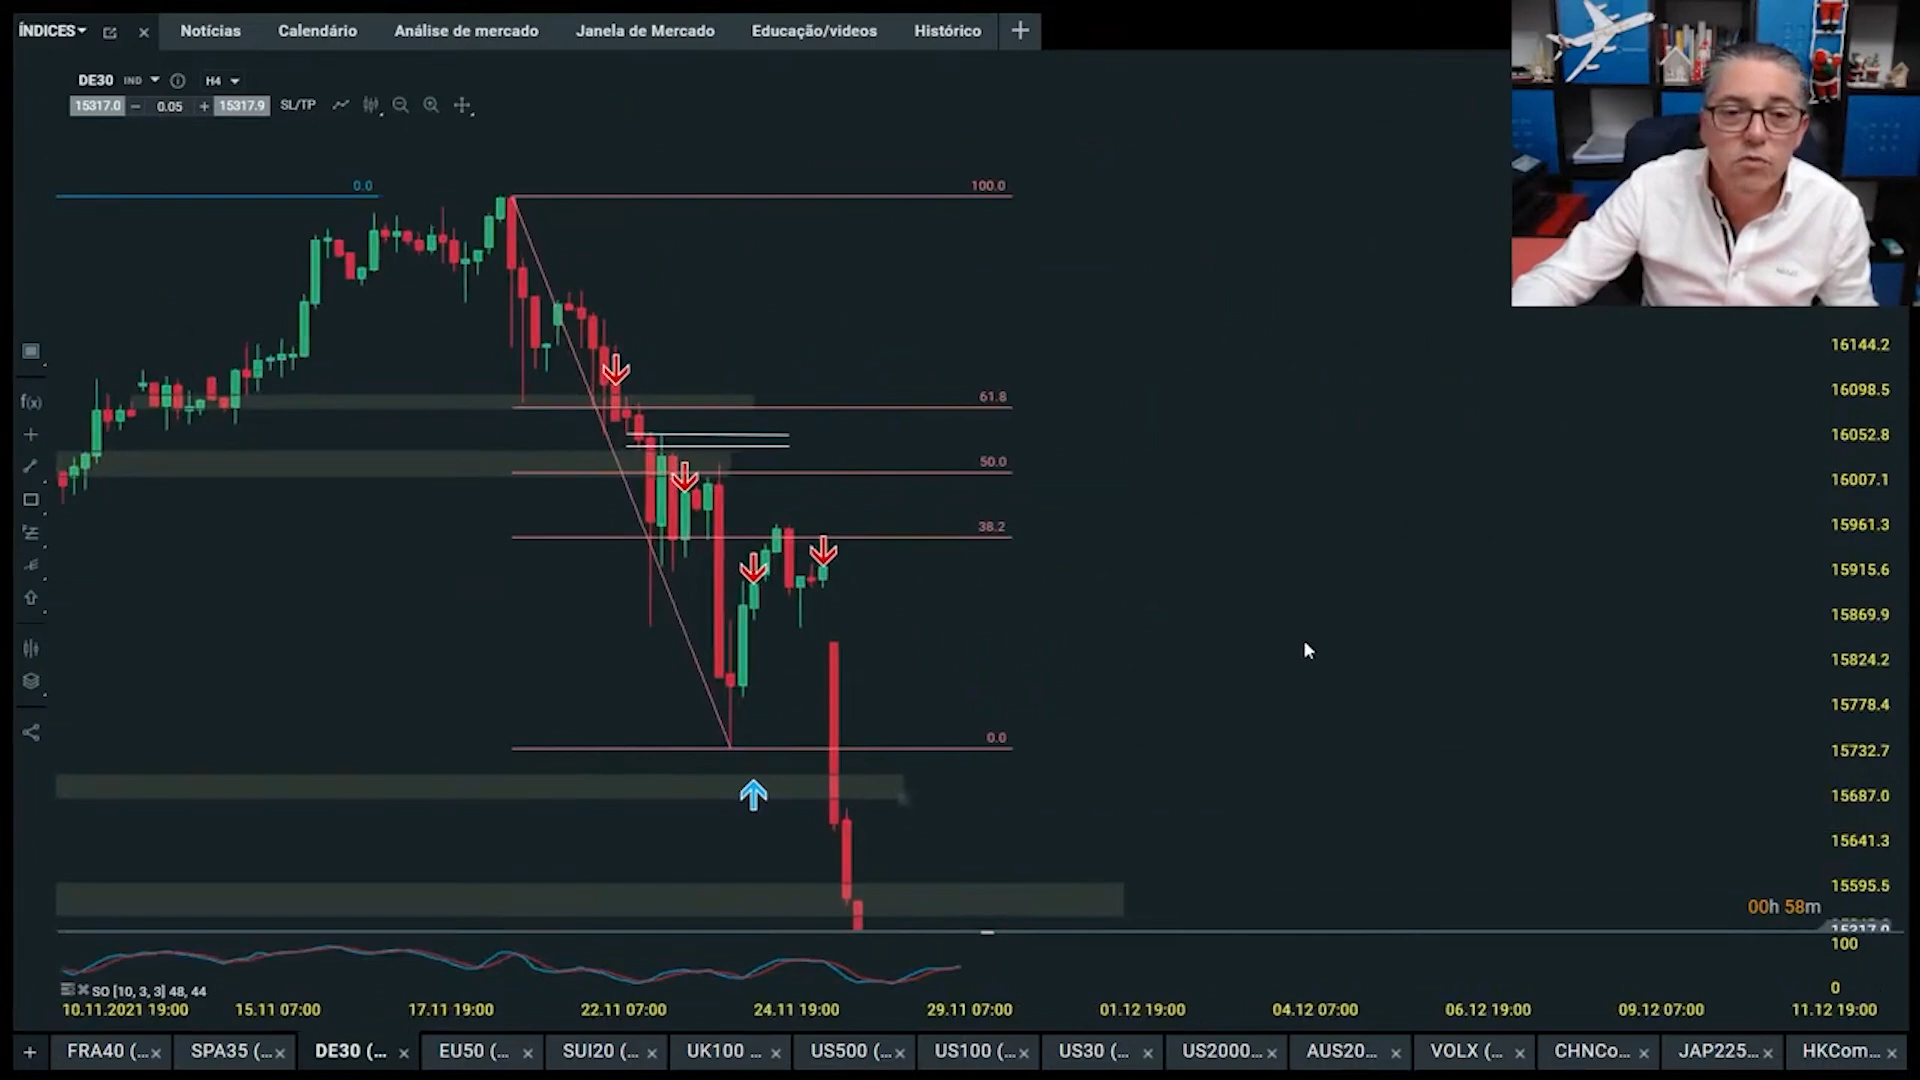 ÍNDICES
Notícias
Calendário
Análise de mercado
Janela de Mercado
Educação/videos
Histórico
DE30 IND H4
15317.0 − 0.05 + 15317.9 SL/TP
0.0
100.0
61.8
50.0
38.2
0.0
f(x)
16144.2
16098.5
16052.8
16007.1
15961.3
15915.6
15869.9
15824.2
15778.4
15732.7
15687.0
15641.3
15595.5
00h 58m
15317.0
100
0
SO [10, 3, 3] 48, 44
10.11.2021 19:00 15.11 07:00 17.11 19:00 22.11 07:00 24.11 19:00 29.11 07:00 01.12 19:00 04.12 07:00 06.12 19:00 09.12 07:00 11.12 19:00
+ FRA40 (... SPA35 (... DE30 (... EU50 (... SUI20 (... UK100 ... US500 (... US100 (... US30 (... US2000... AUS20... VOLX (... CHNCo... JAP225... HKCom...